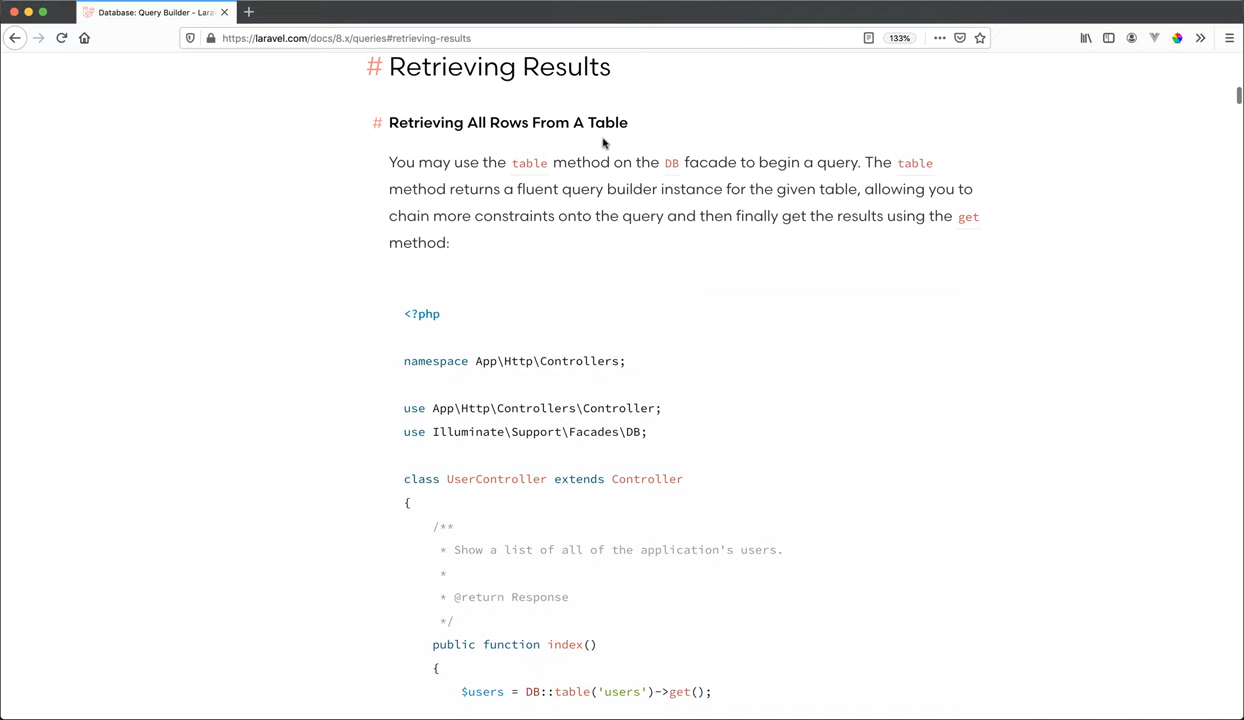 Database: Query Builder - Lara
https://laravel.com/docs/8.x/queries#retrieving-results
133%
# Retrieving Results
# Retrieving All Rows From A Table
You may use the table method on the DB facade to begin a query. The table
method returns a fluent query builder instance for the given table, allowing you to
chain more constraints onto the query and then finally get the results using the get
method:
<?php
namespace App\Http\Controllers;
use App\Http\Controllers\Controller;
use Illuminate\Support\Facades\DB;
class UserController extends Controller
{
/**
* Show a list of all of the application's users.
*
* @return Response
*/
public function index()
{
$users = DB::table('users')->get();